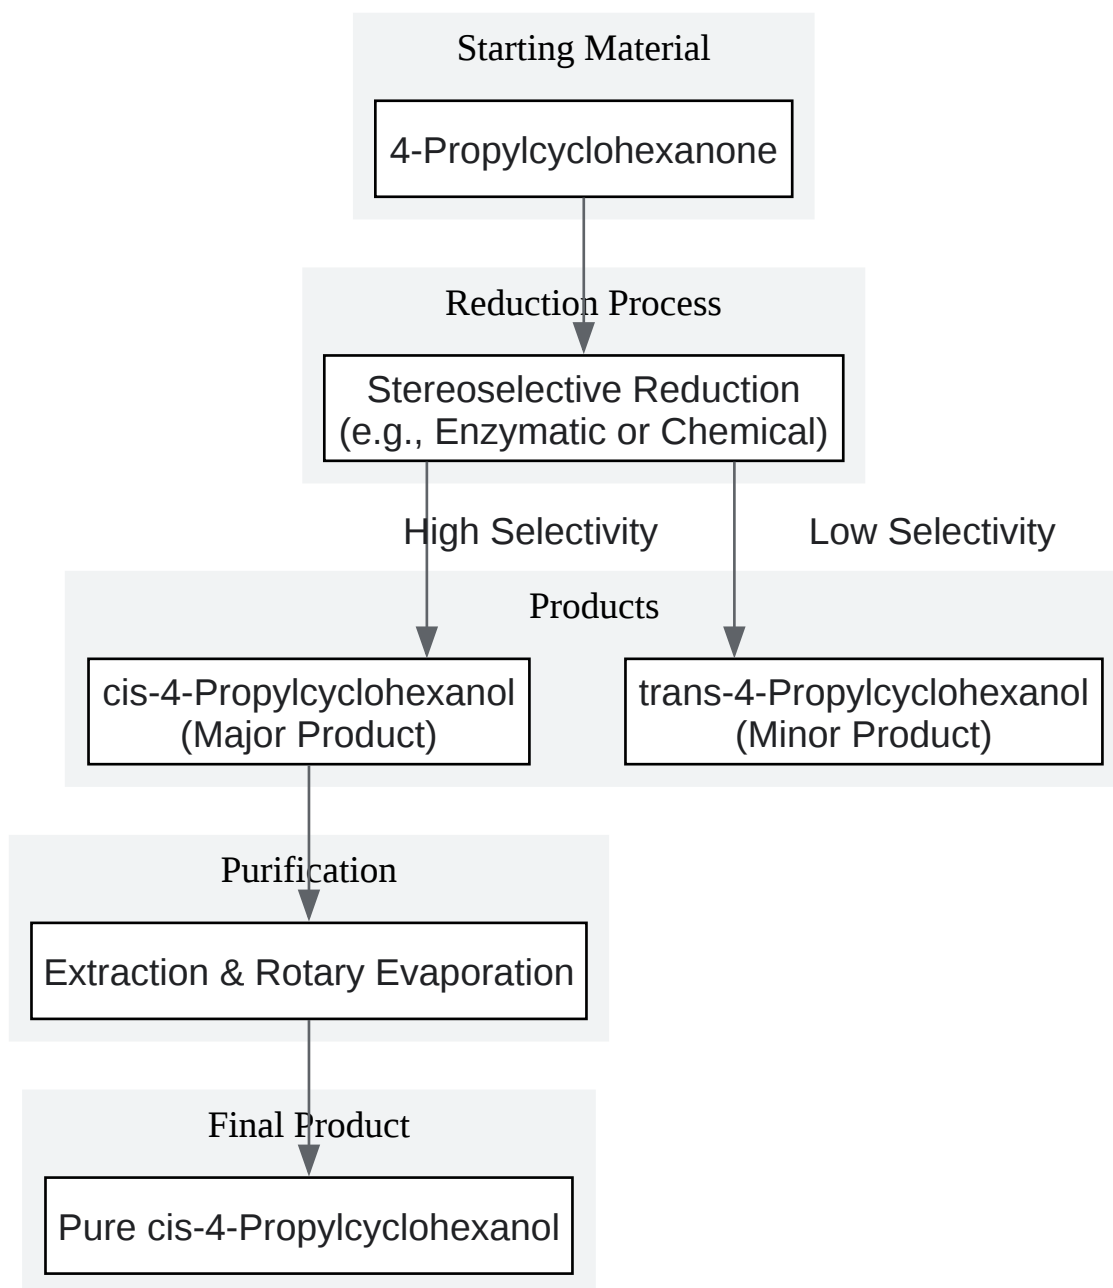 Starting Material
4-Propylcyclohexanone
Reduction Process
Stereoselective Reduction
(e.g., Enzymatic or Chemical)
High Selectivity
Low Selectivity
Products
cis-4-Propylcyclohexanol
(Major Product)
trans-4-Propylcyclohexanol
(Minor Product)
Purification
Extraction & Rotary Evaporation
Final Product
Pure cis-4-Propylcyclohexanol